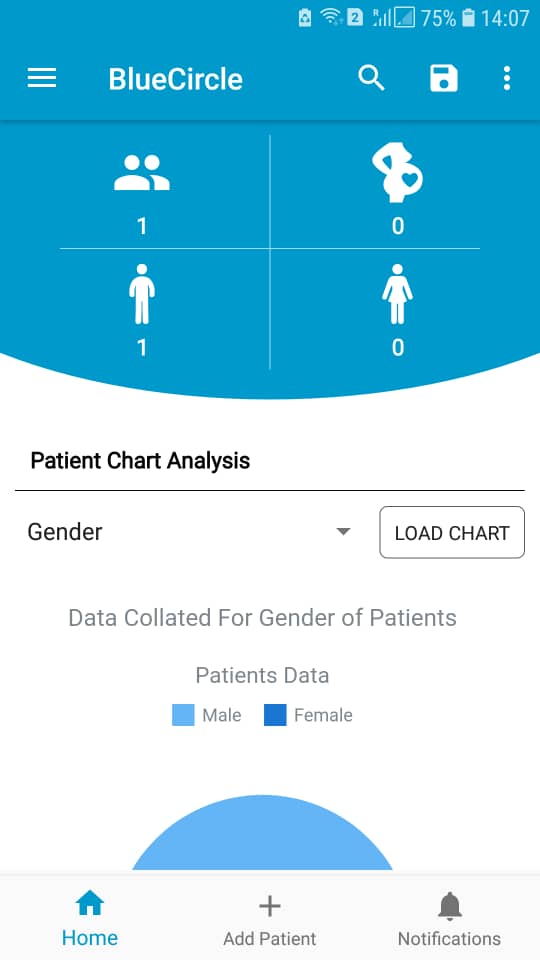 2 R 75% 14:07
BlueCircle
1 0
1 0
Patient Chart Analysis
Gender LOAD CHART
Data Collated For Gender of Patients
Patients Data
Male Female
Home Add Patient Notifications